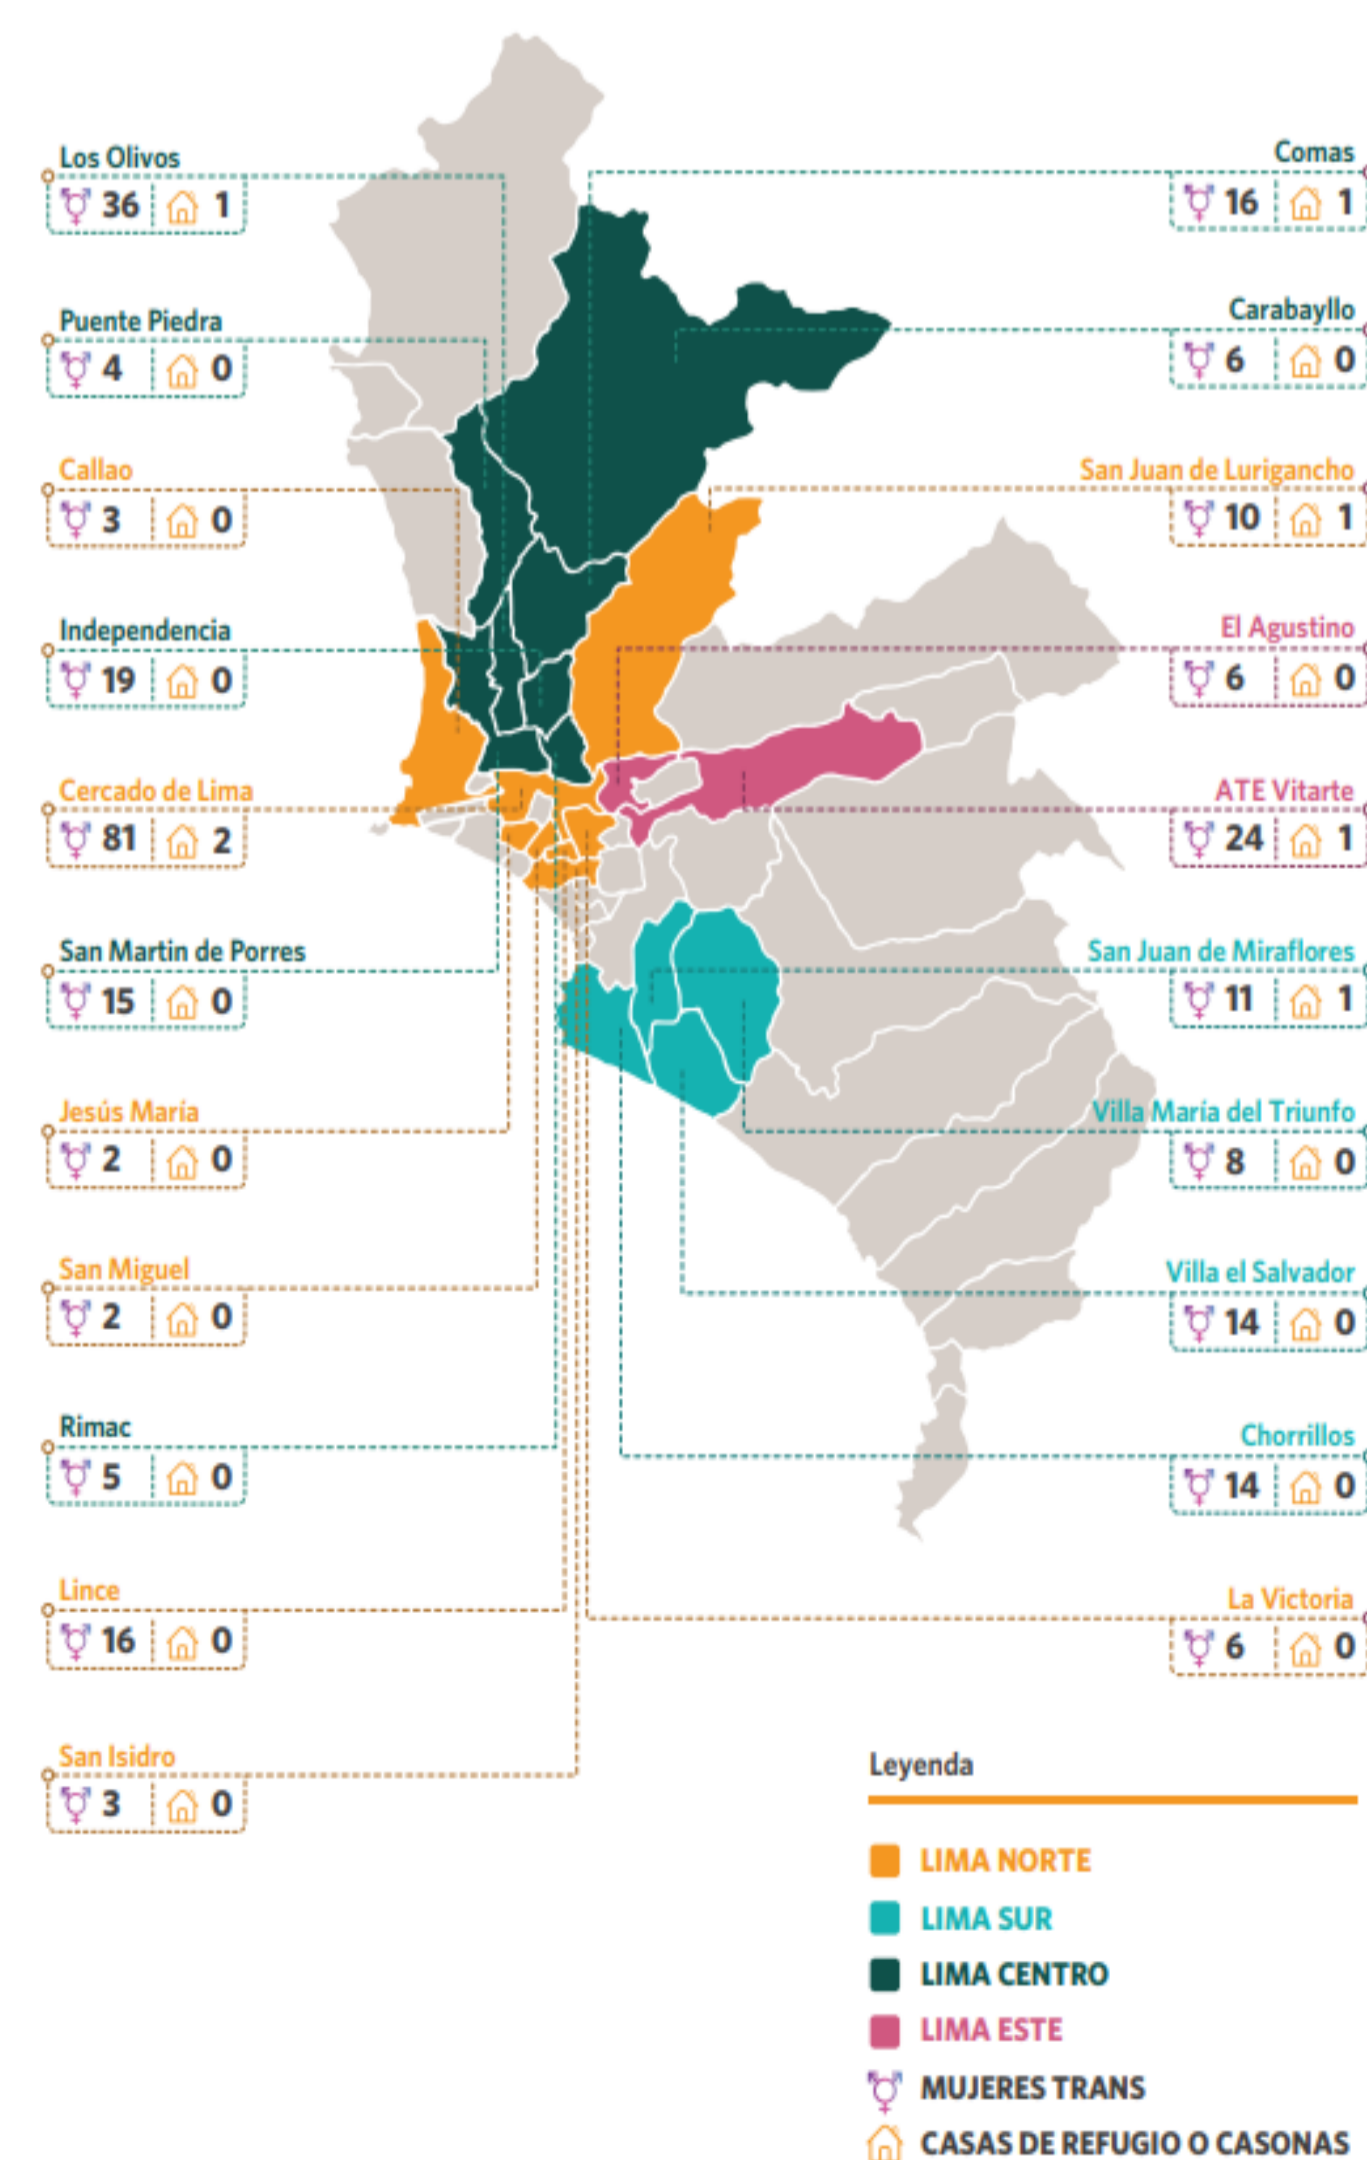 Los Olivos
36 1
Puente Piedra
4 0
Callao
3 0
Independencia
19 0
Cercado de Lima
81 2
San Martin de Porres
15 0
Jesús María
2 0
San Miguel
2 0
Rimac
5 0
Lince
16 0
San Isidro
3 0
Comas
16 1
Carabayllo
6 0
San Juan de Lurigancho
10 1
El Agustino
6 0
ATE Vitarte
24 1
San Juan de Miraflores
11 1
Villa María del Triunfo
8 0
Villa el Salvador
14 0
Chorrillos
14 0
La Victoria
6 0
Leyenda
LIMA NORTE
LIMA SUR
LIMA CENTRO
LIMA ESTE
MUJERES TRANS
CASAS DE REFUGIO O CASONAS